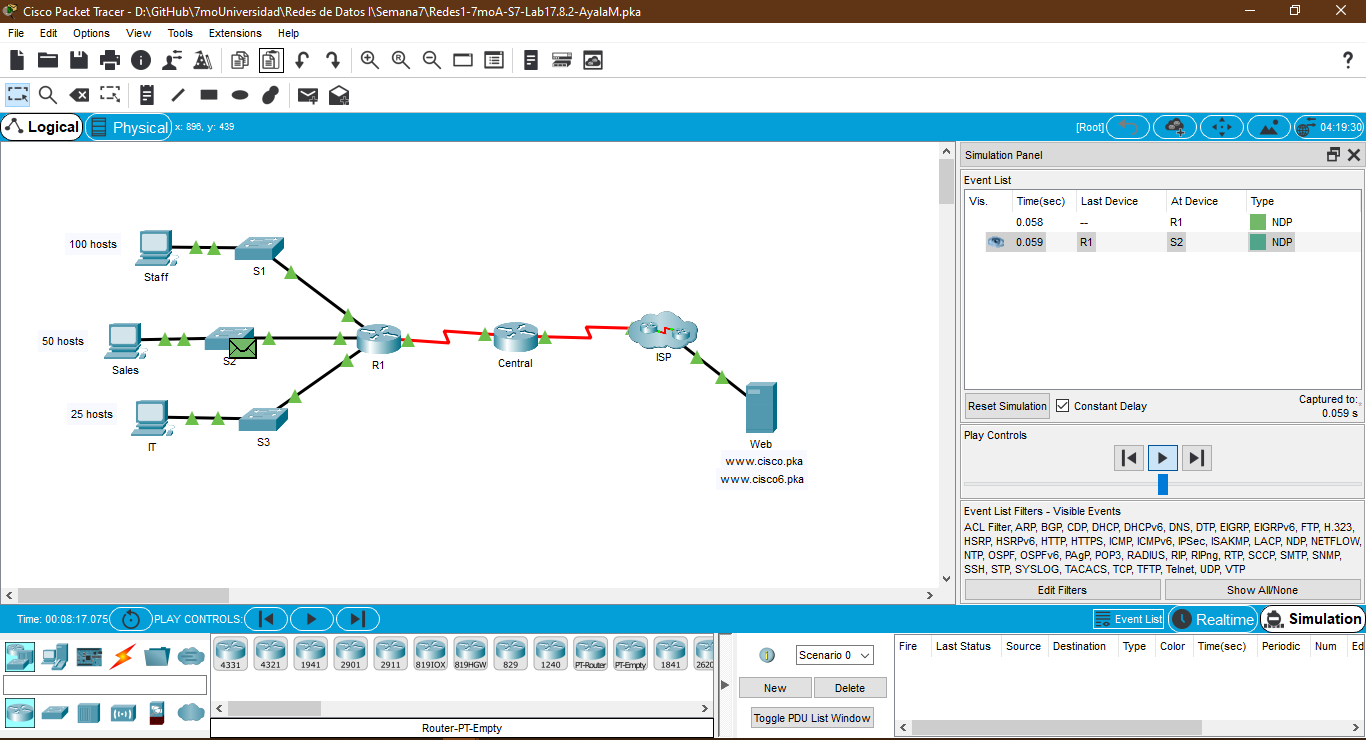 Cisco Packet Tracer - D:\GitHub\7moUniversidad\Redes de Datos I\Semana7\Redes1-7moA-S7-Lab17.8.2-AyalaM.pka
File Edit Options View Tools Extensions Help
Logical Physical x: 896, y: 439 [Root] 04:19:30
100 hosts
Staff
S1
50 hosts
Sales
S2
R1
Central
ISP
25 hosts
IT
S3
Web
www.cisco.pka
www.cisco6.pka
Simulation Panel
Event List
Vis. Time(sec) Last Device At Device Type
0.058 -- R1 NDP
0.059 R1 S2 NDP
Reset Simulation Constant Delay Captured to:
0.059 s
Play Controls
Event List Filters - Visible Events
ACL Filter, ARP, BGP, CDP, DHCP, DHCPv6, DNS, DTP, EIGRP, EIGRPv6, FTP, H.323,
HSRP, HSRPv6, HTTP, HTTPS, ICMP, ICMPv6, IPSec, ISAKMP, LACP, NDP, NETFLOW,
NTP, OSPF, OSPFv6, PAgP, POP3, RADIUS, RIP, RIPng, RTP, SCCP, SMTP, SNMP,
SSH, STP, SYSLOG, TACACS, TCP, TFTP, Telnet, UDP, VTP
Edit Filters Show All/None
Time: 00:08:17.075 PLAY CONTROLS: Event List Realtime Simulation
4331 4321 1941 2901 2911 819IOX 819HGW 829 1240 PT-Router PT-Empty 1841 2620
Router-PT-Empty
Scenario 0
New Delete
Toggle PDU List Window
Fire Last Status Source Destination Type Color Time(sec) Periodic Num Ed